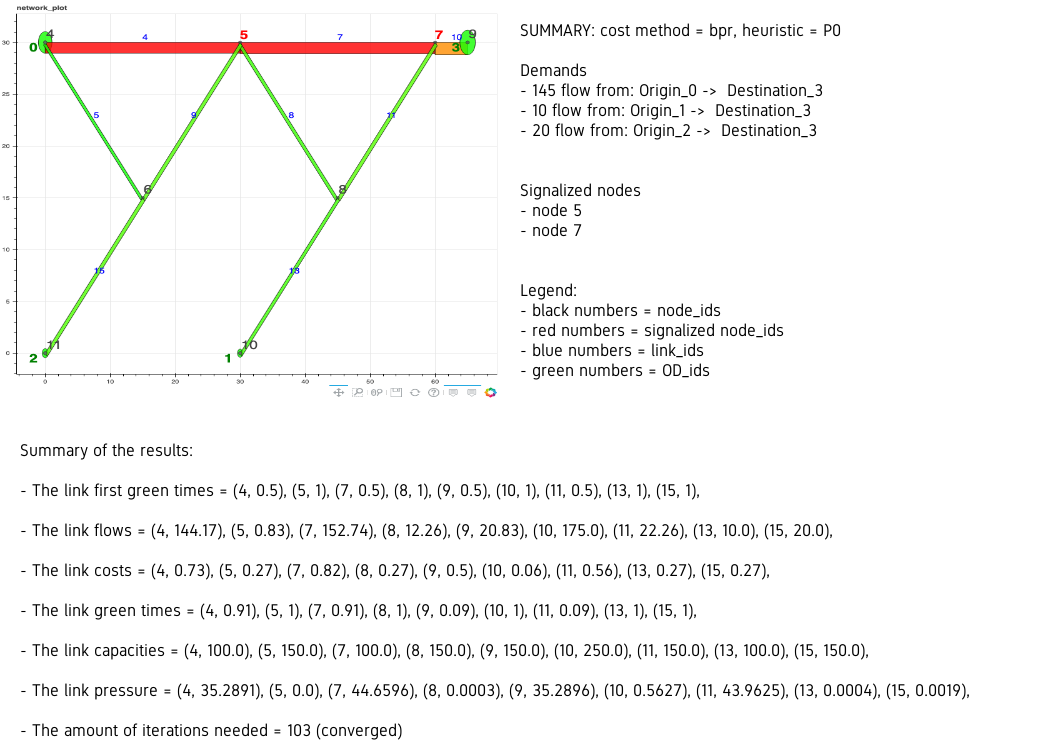 network_plot
4
0
4
5
7
7
10
3
9
30
25
20
15
10
5
0
5
9
8
11
6
8
15
13
11
2
10
1
0
10
20
30
40
50
60
SUMMARY: cost method = bpr, heuristic = P0
Demands
- 145 flow from: Origin_0 -> Destination_3
- 10 flow from: Origin_1 -> Destination_3
- 20 flow from: Origin_2 -> Destination_3
Signalized nodes
- node 5
- node 7
Legend:
- black numbers = node_ids
- red numbers = signalized node_ids
- blue numbers = link_ids
- green numbers = OD_ids
Summary of the results:
- The link first green times = (4, 0.5), (5, 1), (7, 0.5), (8, 1), (9, 0.5), (10, 1), (11, 0.5), (13, 1), (15, 1),
- The link flows = (4, 144.17), (5, 0.83), (7, 152.74), (8, 12.26), (9, 20.83), (10, 175.0), (11, 22.26), (13, 10.0), (15, 20.0),
- The link costs = (4, 0.73), (5, 0.27), (7, 0.82), (8, 0.27), (9, 0.5), (10, 0.06), (11, 0.56), (13, 0.27), (15, 0.27),
- The link green times = (4, 0.91), (5, 1), (7, 0.91), (8, 1), (9, 0.09), (10, 1), (11, 0.09), (13, 1), (15, 1),
- The link capacities = (4, 100.0), (5, 150.0), (7, 100.0), (8, 150.0), (9, 150.0), (10, 250.0), (11, 150.0), (13, 100.0), (15, 150.0),
- The link pressure = (4, 35.2891), (5, 0.0), (7, 44.6596), (8, 0.0003), (9, 35.2896), (10, 0.5627), (11, 43.9625), (13, 0.0004), (15, 0.0019),
- The amount of iterations needed = 103 (converged)